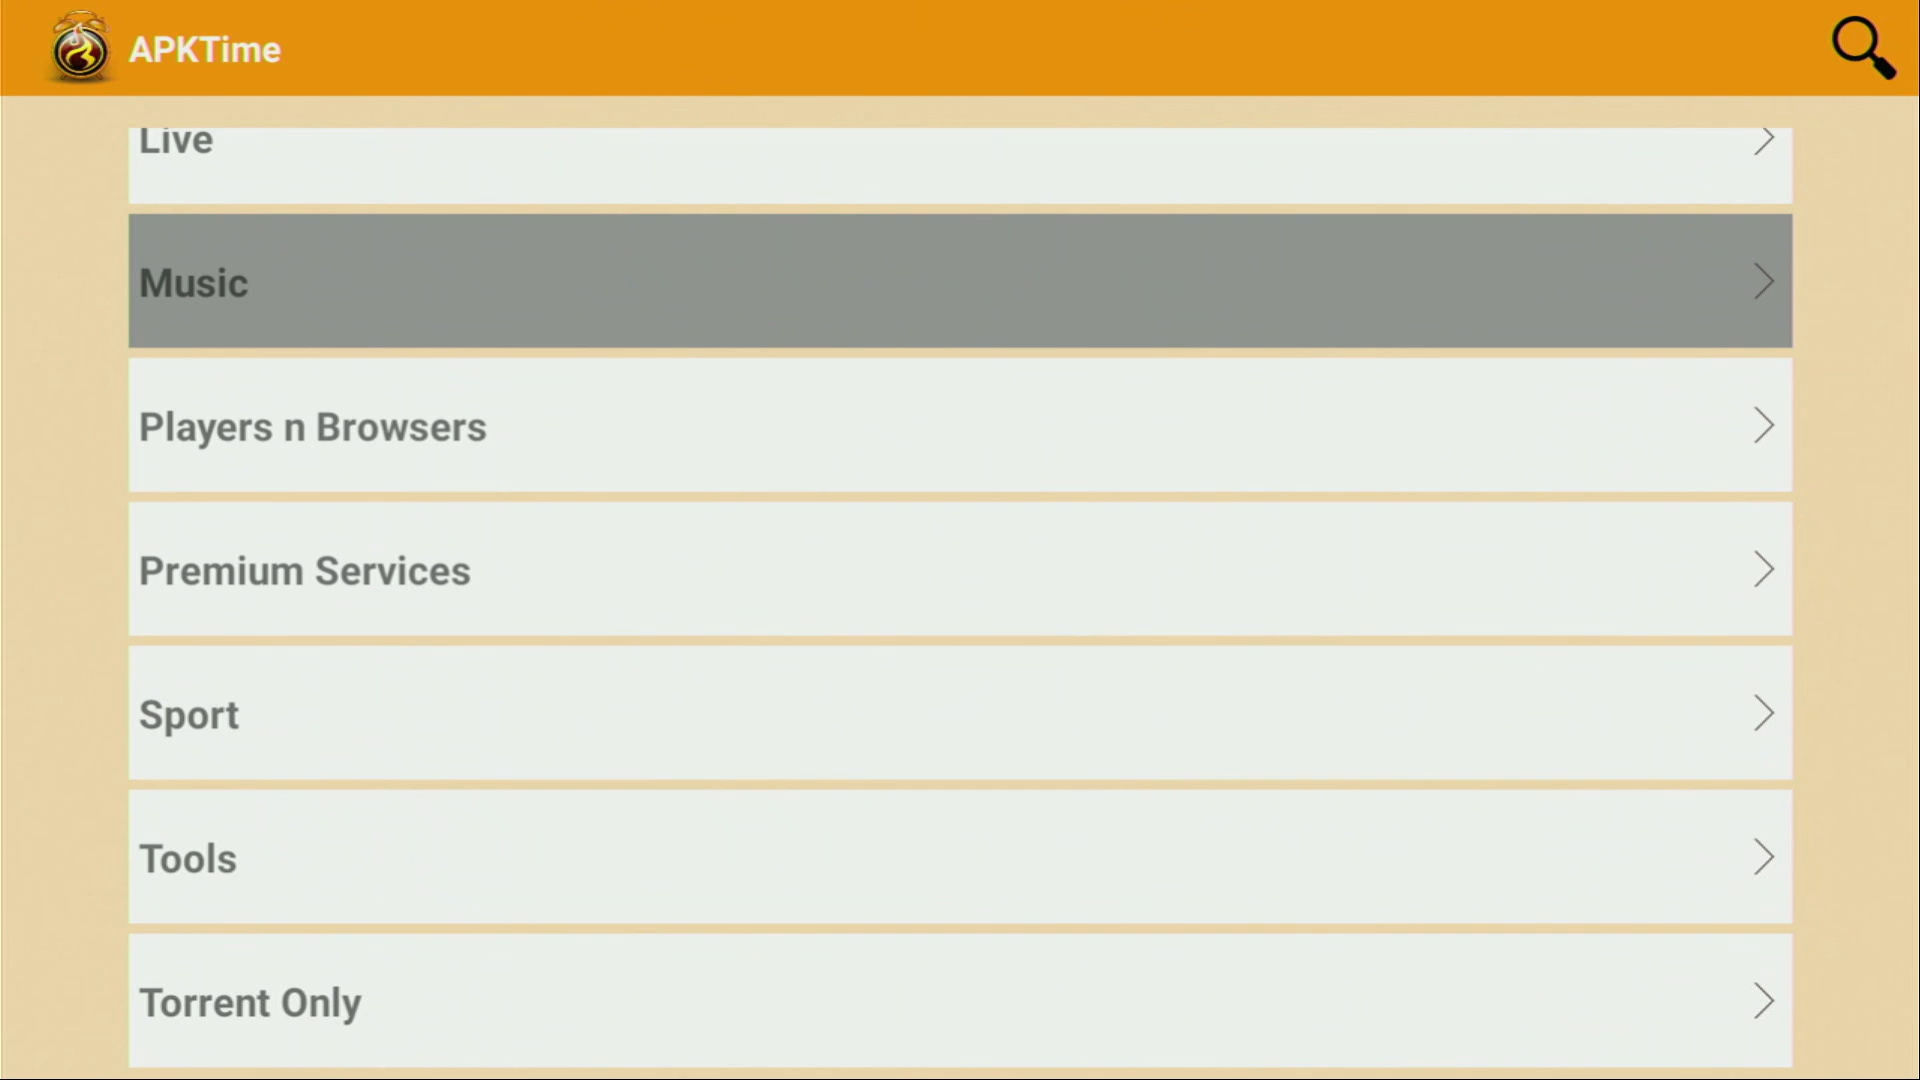 APKTime
Live
Music
Players n Browsers
Premium Services
Sport
Tools
Torrent Only